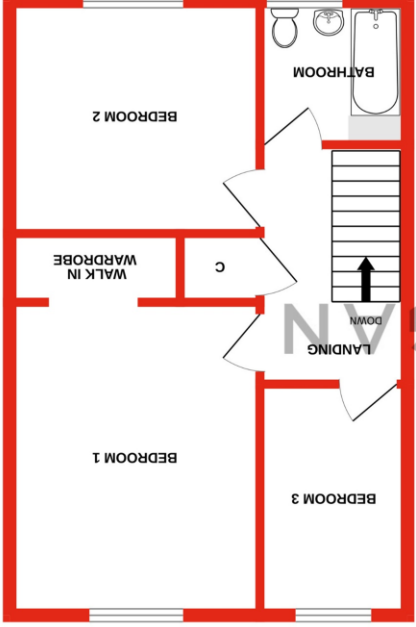 BEDROOM 3
BEDROOM 1
LANDING
DOWN
C
WALK IN
WARDROBE
BEDROOM 2
BATHROOM